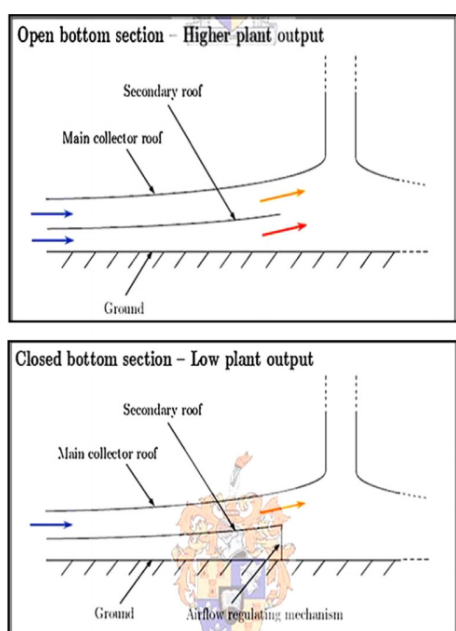 Open bottom section – Higher plant output
Secondary roof
Main collector roof
Ground
Closed bottom section – Low plant output
Secondary roof
Main collector roof
Ground
Airflow regulating mechanism